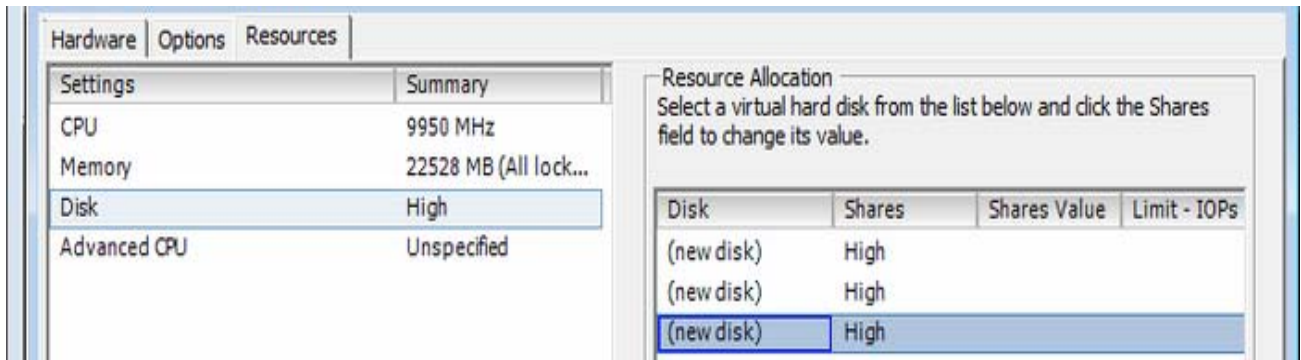 Hardware Options Resources
Settings Summary
CPU 9950 MHz
Memory 22528 MB (All lock...
Disk High
Advanced CPU Unspecified
Resource Allocation
Select a virtual hard disk from the list below and click the Shares
field to change its value.
Disk Shares Shares Value Limit - IOPs
(new disk) High
(new disk) High
(new disk) High